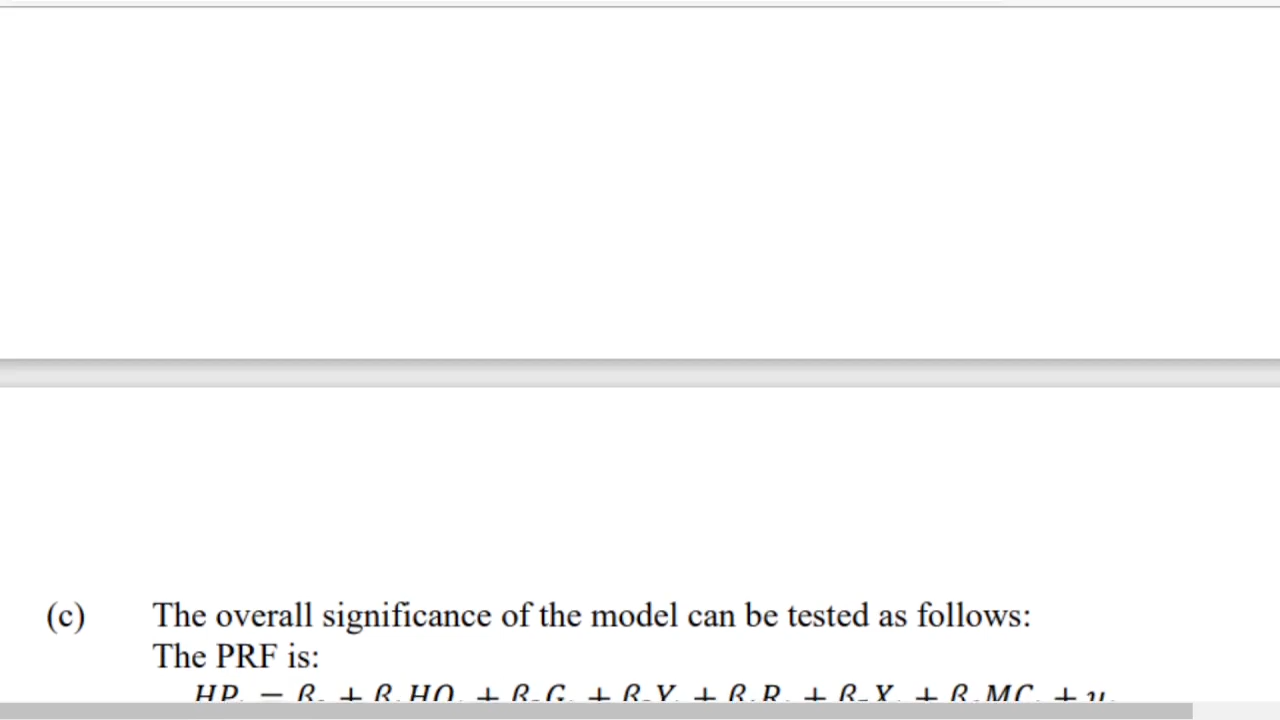 (c) The overall significance of the model can be tested as follows:
The PRF is: